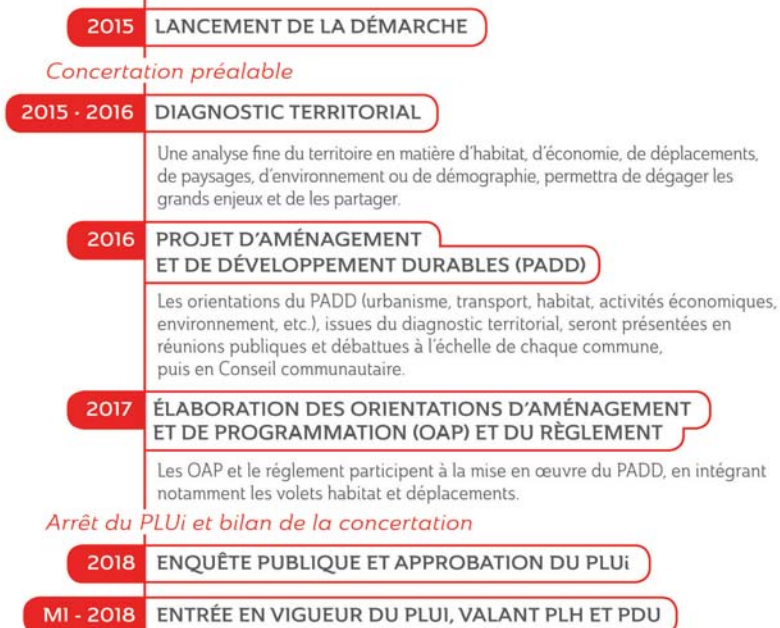 2015 LANCEMENT DE LA DÉMARCHE
Concertation préalable
2015 · 2016 DIAGNOSTIC TERRITORIAL
Une analyse fine du territoire en matière d'habitat, d'économie, de déplacements,
de paysages, d'environnement ou de démographie, permettra de dégager les
grands enjeux et de les partager.
2016 PROJET D'AMÉNAGEMENT
ET DE DÉVELOPPEMENT DURABLES (PADD)
Les orientations du PADD (urbanisme, transport, habitat, activités économiques,
environnement, etc.), issues du diagnostic territorial, seront présentées en
réunions publiques et débattues à l'échelle de chaque commune,
puis en Conseil communautaire.
2017 ÉLABORATION DES ORIENTATIONS D'AMÉNAGEMENT
ET DE PROGRAMMATION (OAP) ET DU RÈGLEMENT
Les OAP et le réglement participent à la mise en œuvre du PADD, en intégrant
notamment les volets habitat et déplacements.
Arrêt du PLUi et bilan de la concertation
2018 ENQUÊTE PUBLIQUE ET APPROBATION DU PLUi
MI - 2018 ENTRÉE EN VIGUEUR DU PLUI, VALANT PLH ET PDU